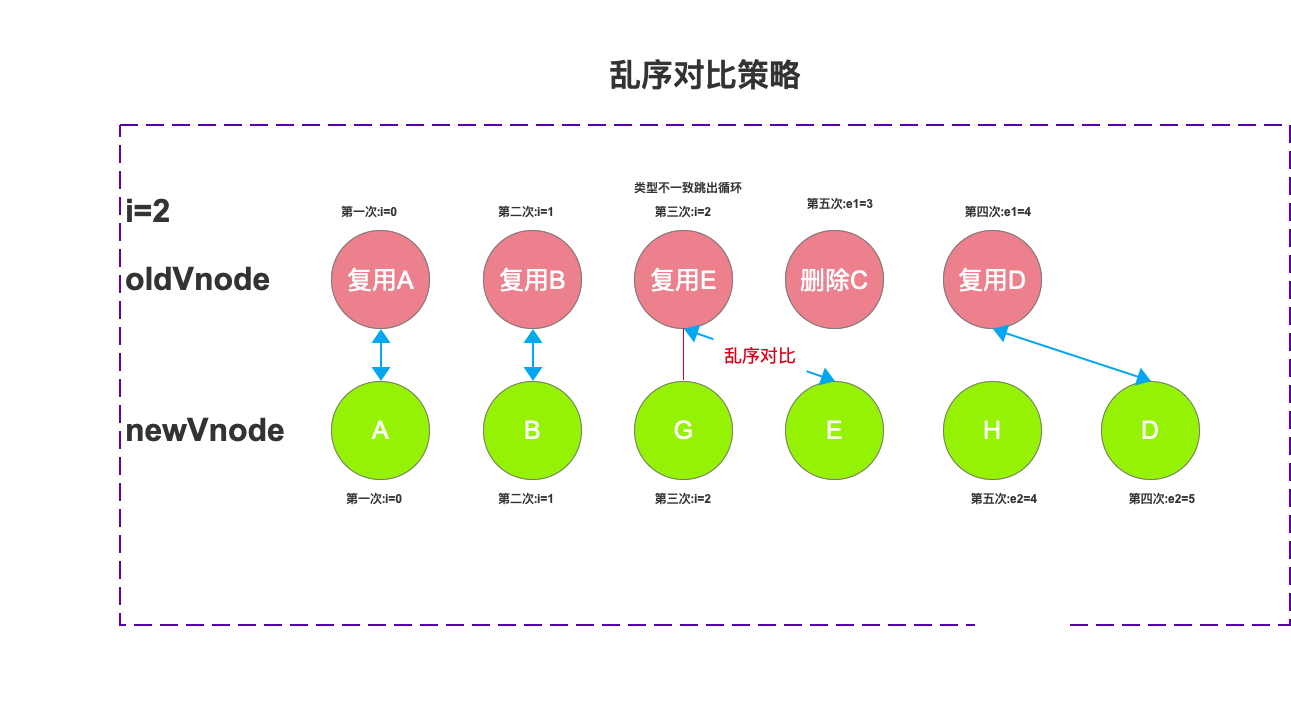 乱序对比策略
类型不一致跳出循环
i=2
第一次:i=0
第二次:i=1
第三次:i=2
第五次:e1=3
第四次:e1=4
oldVnode
复用A
复用B
复用E
删除C
复用D
乱序对比
newVnode
A
B
G
E
H
D
第一次:i=0
第二次:i=1
第三次:i=2
第五次:e2=4
第四次:e2=5